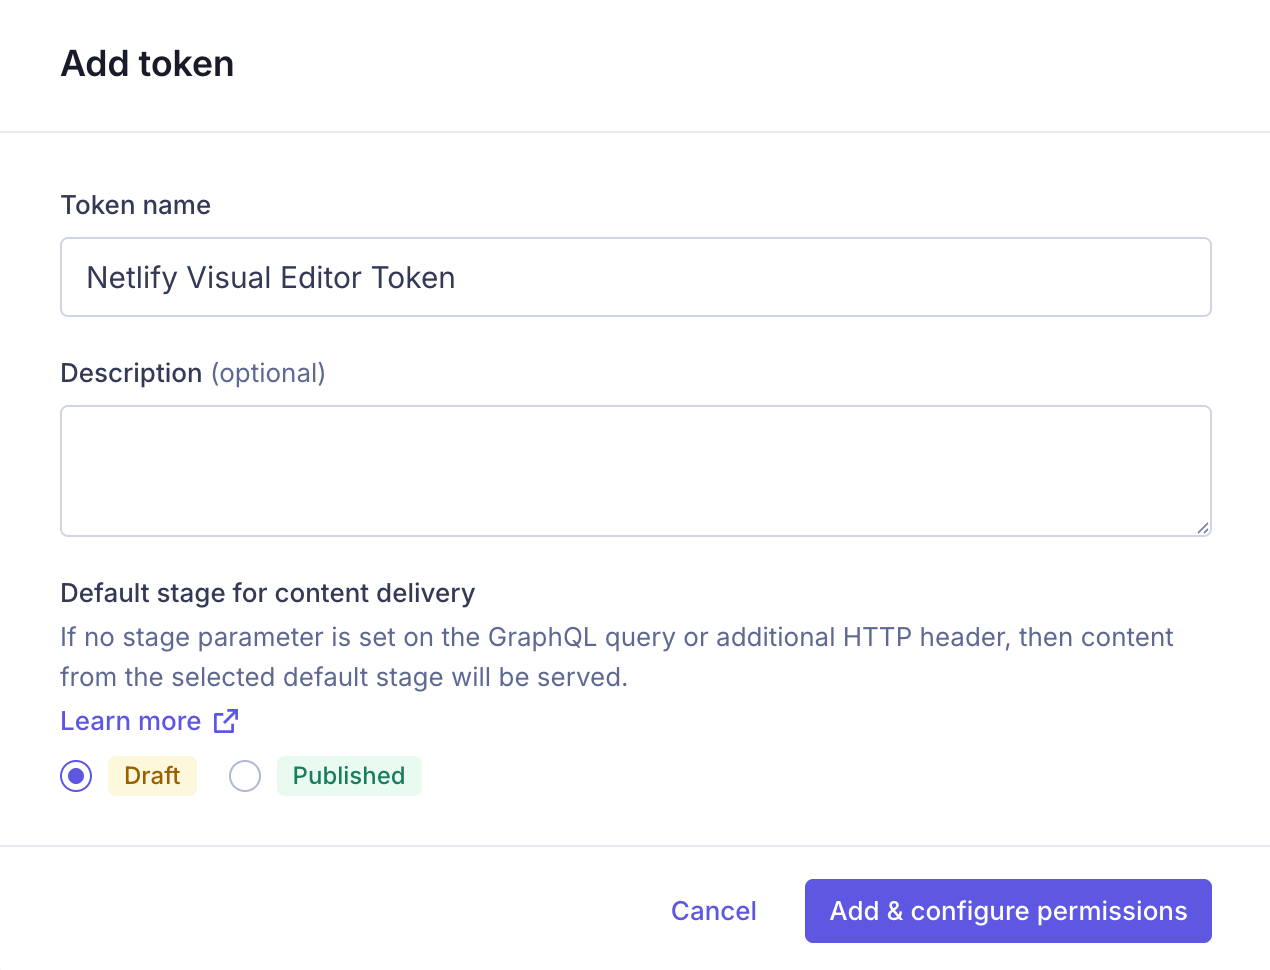 Add token
Token name
Netlify Visual Editor Token
Description (optional)
Default stage for content delivery
If no stage parameter is set on the GraphQL query or additional HTTP header, then content
from the selected default stage will be served.
Learn more
Draft Published
Cancel Add & configure permissions